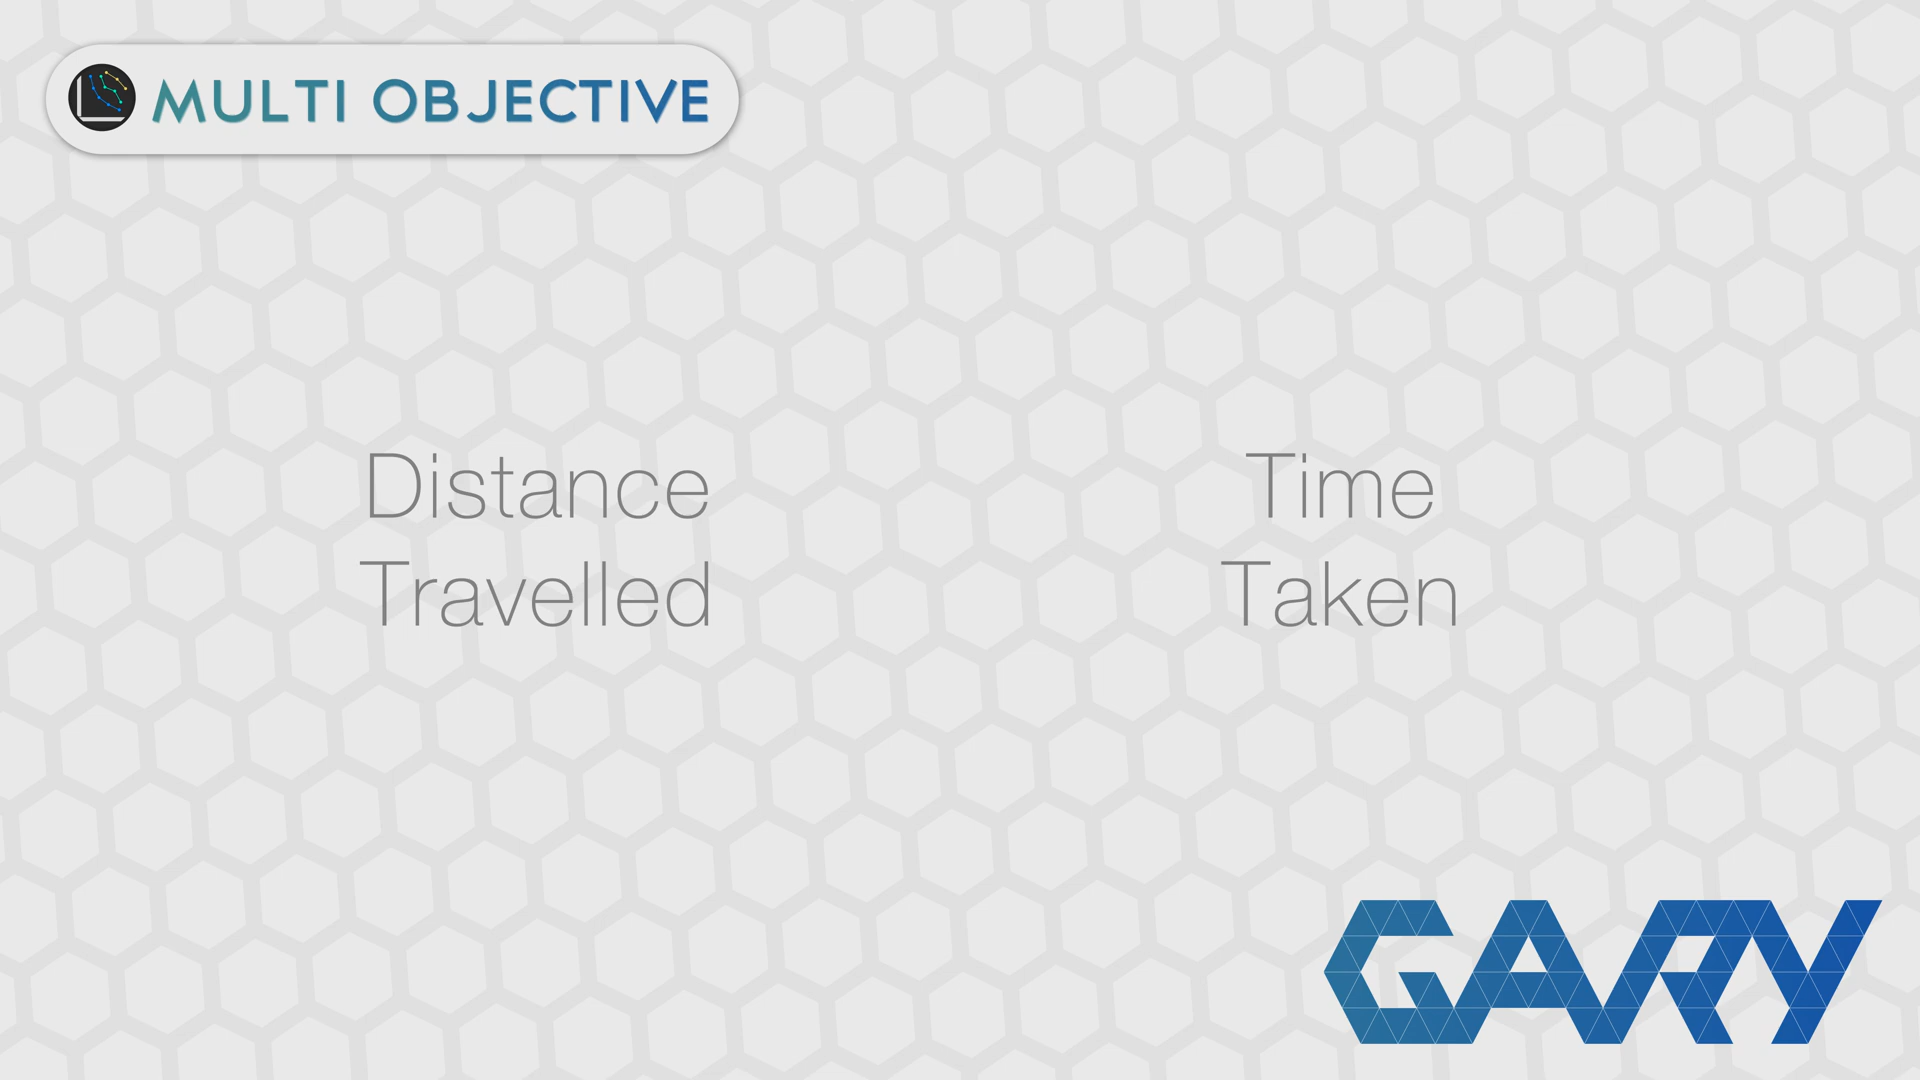 MULTI OBJECTIVE
Distance
Travelled
Time
Taken
GARY